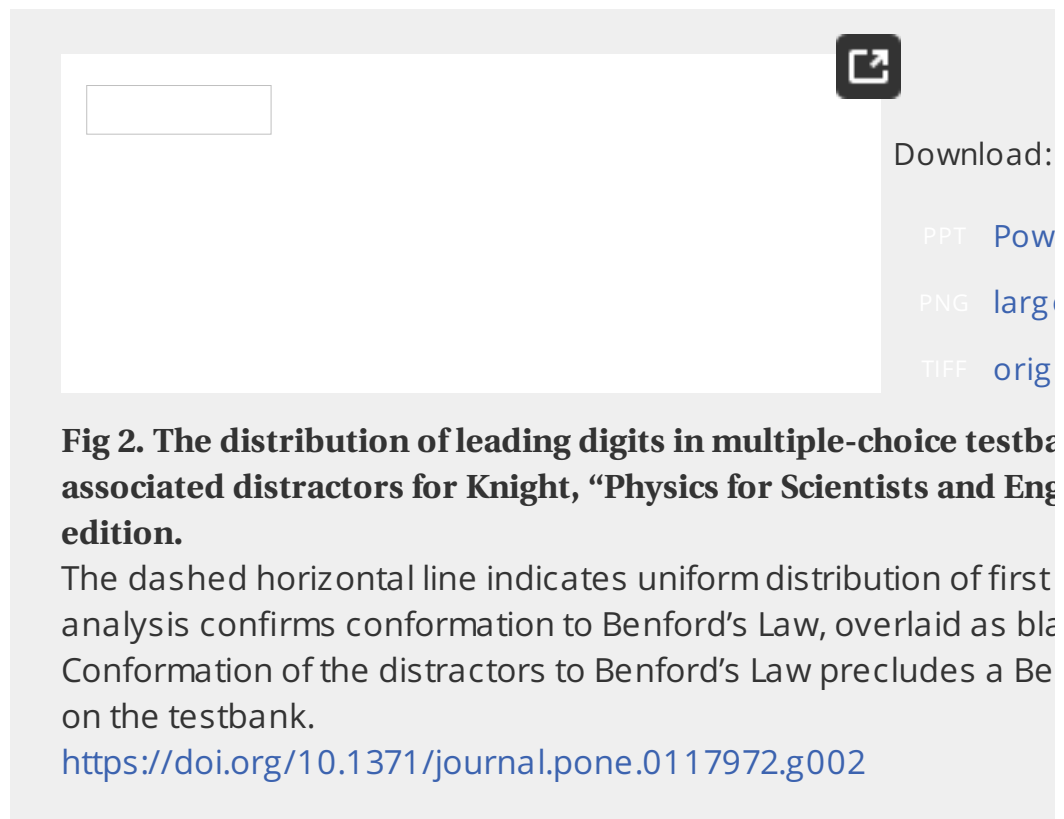 Download:
PPT Pow
PNG larg
TIFF orig
Fig 2. The distribution of leading digits in multiple-choice testba
associated distractors for Knight, “Physics for Scientists and Eng
edition.
The dashed horizontal line indicates uniform distribution of first
analysis confirms conformation to Benford’s Law, overlaid as bla
Conformation of the distractors to Benford’s Law precludes a Be
on the testbank.
https://doi.org/10.1371/journal.pone.0117972.g002